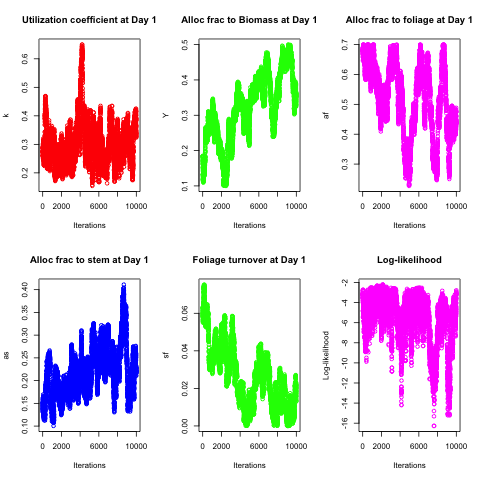 Utilization coefficient at Day 1
k
0.2 0.3 0.4 0.5 0.6
0 2000 6000 10000
Iterations
Alloc frac to Biomass at Day 1
Y
0.1 0.2 0.3 0.4 0.5
0 2000 6000 10000
Iterations
Alloc frac to foliage at Day 1
af
0.3 0.4 0.5 0.6 0.7
0 2000 6000 10000
Iterations
Alloc frac to stem at Day 1
as
0.10 0.15 0.20 0.25 0.30 0.35 0.40
0 2000 6000 10000
Iterations
Foliage turnover at Day 1
sf
0.00 0.02 0.04 0.06
0 2000 6000 10000
Iterations
Log-likelihood
Log-likelihood
-16 -14 -12 -10 -8 -6 -4 -2
0 2000 6000 10000
Iterations